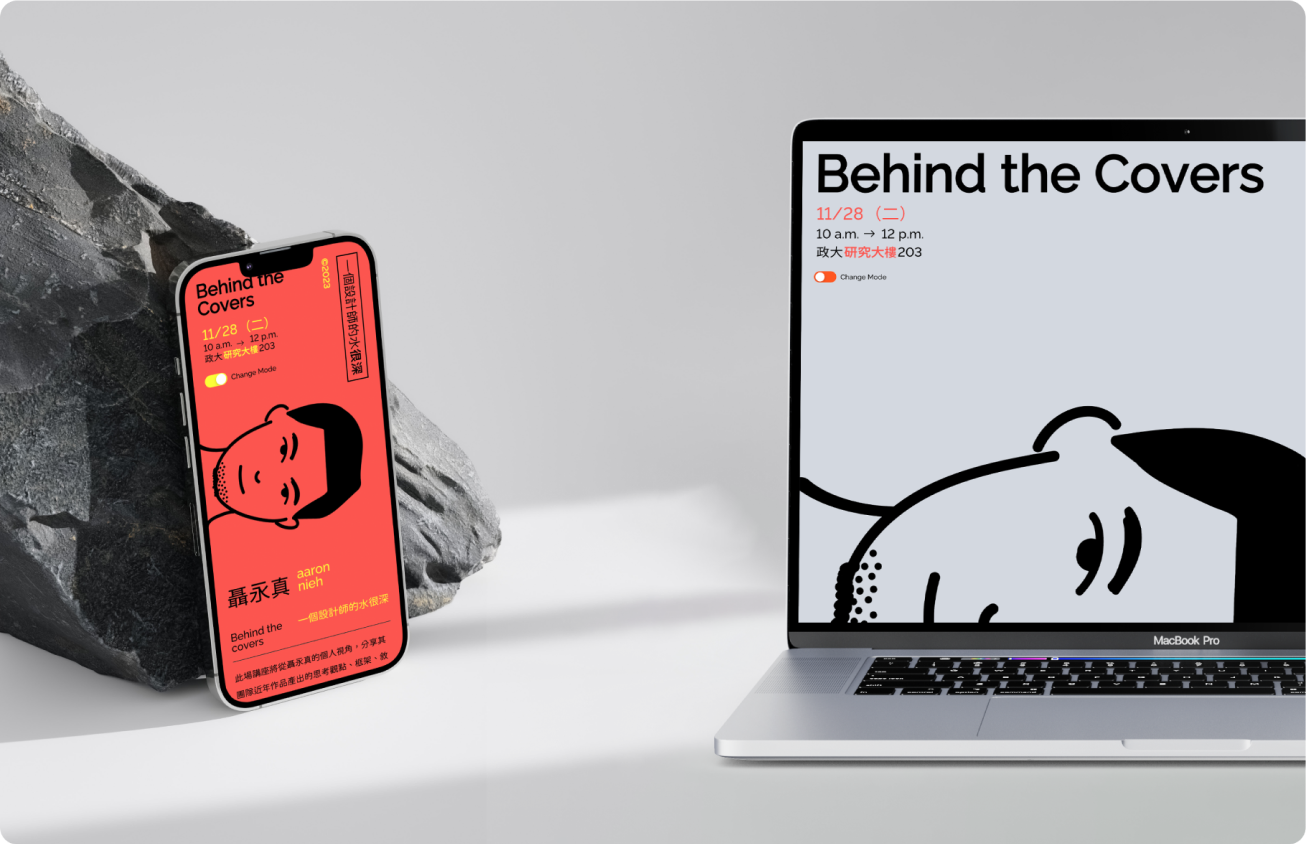 Behind the
Covers
©2023
一個設計師的水很深
11/28（二）
10 a.m. → 12 p.m.
政大研究大樓203
Change Mode
聶永真
aaron
nieh
一個設計師的水很深
Behind the
covers
此場講座將從聶永真的個人視角，分享其
團隊近年作品產出的思考觀點、框架、敘
Behind the Covers
11/28（二）
10 a.m. → 12 p.m.
政大研究大樓203
Change Mode
MacBook Pro